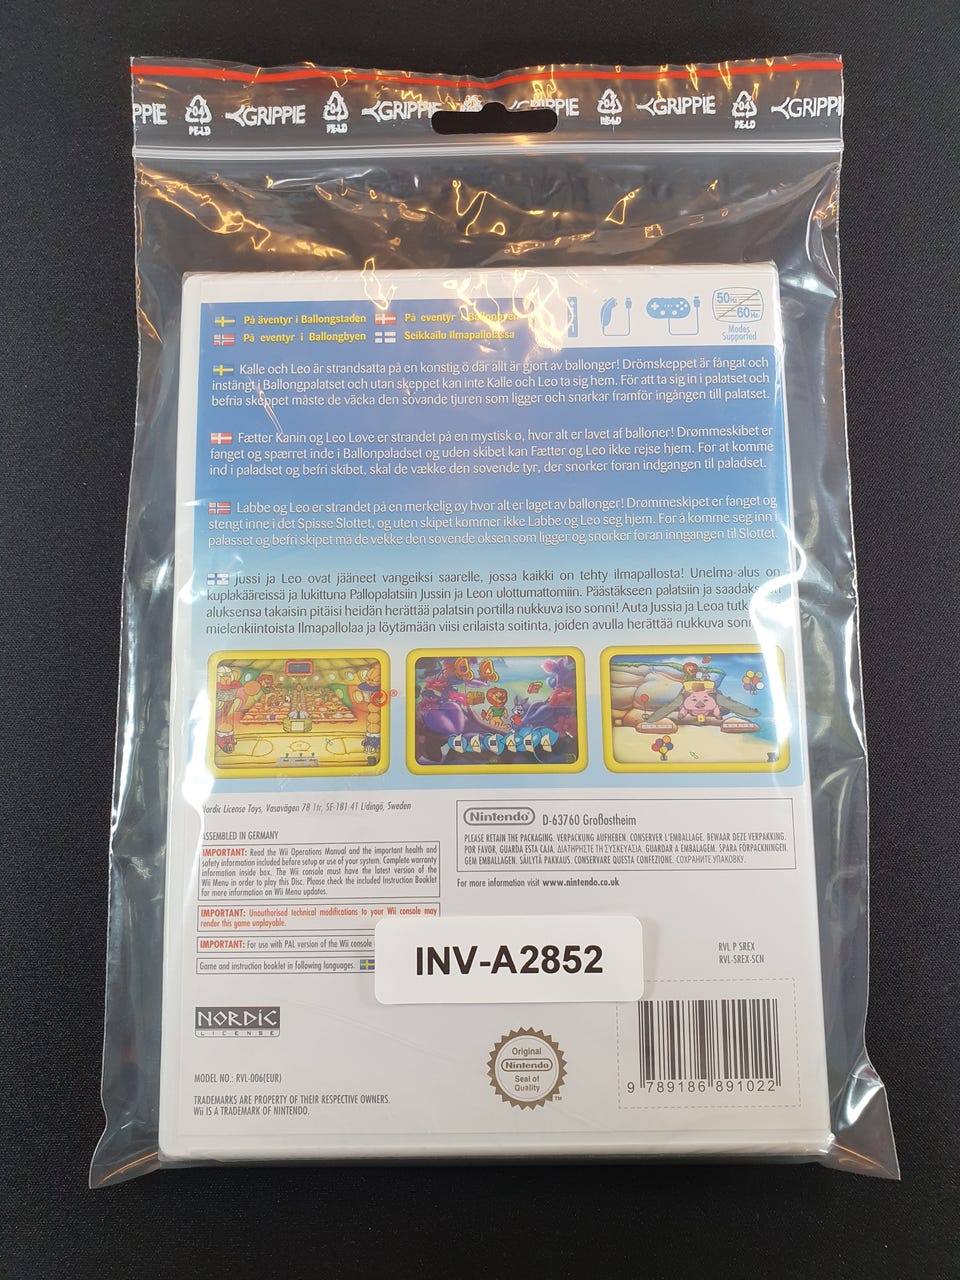 GRIPPIE
04
PE-LD
GRIPPIE
04
PE-LD
GRIPPIE
04
PE-LD
GRIPPIE
04
PE-LD
GRIPPIE
04
PE-LD
På äventyr i Ballongstaden
På eventyr i Ballongbyen
På eventyr i Ballongbyen
Seikkailu Ilmapallolassa
50Hz
60Hz
Modes
Supported
Kalle och Leo är strandsatta på en konstig ö där allt är gjort av ballonger! Drömskeppet är fångat och
instängt i Ballongpalatset och utan skeppet kan inte Kalle och Leo ta sig hem. För att ta sig in i palatset och
befria skeppet måste de väcka den sovande tjuren som ligger och snarkar framför ingången till palatset.
Fætter Kanin og Leo Løve er strandet på en mystisk ø, hvor alt er lavet af balloner! Drømmeskibet er
fanget og spærret inde i Ballonpaladset og uden skibet kan Fætter og Leo ikke rejse hjem. For at komme
ind i paladset og befri skibet, skal de vække den sovende tyr, der snorker foran indgangen til paladset.
Labbe og Leo er strandet på en merkelig øy hvor alt er laget av ballonger! Drømmeskipet er fanget og
stengt inne i det Spisse Slottet, og uten skipet kommer ikke Labbe og Leo seg hjem. For å komme seg inn i
palasset og befri skipet må de vekke den sovende oksen som ligger og snorker foran inngangen til Slottet.
Jussi ja Leo ovat jääneet vangeiksi saarelle, jossa kaikki on tehty ilmapallosta! Unelma-alus on
kuplakääreissä ja lukittuna Pallopalatsiin Jussin ja Leon ulottumattomiin. Päästäkseen palatsiin ja saadakseen
aluksensa takaisin pitäisi heidän herättää palatsin portilla nukkuva iso sonni! Auta Jussia ja Leoa
mielenkiintoista Ilmapallolaa ja löytämään viisi erilaista soitinta, joiden avulla herättää nukkuva
Nordic License Toys, Vasavägen 78 1tr, SE-181 41 Lidingö, Sweden
ASSEMBLED IN GERMANY
IMPORTANT: Read the Wii Operations Manual and the important health and
safety information included before setup or use of your system. Complete warranty
information inside box. The Wii console must have the latest version of the
Wii Menu in order to play this Disc. Please check the included Instruction Booklet
for more information on Wii Menu updates.
IMPORTANT: Unauthorised technical modifications to your Wii console may
render this game unplayable.
IMPORTANT: For use with PAL version of the Wii console
Game and instruction booklet in following languages.
Nintendo
D-63760 Großostheim
PLEASE RETAIN THE PACKAGING. VERPACKUNG AUFHEBEN. CONSERVER L'EMBALLAGE. BEWAAR DEZE VERPAKKING.
POR FAVOR, GUARDA ESTA CAJA. ΔΙΑΤΗΡΗΣΤΕ ΤΗ ΣΥΣΚΕΥΑΣΙΑ. GUARDAR A EMBALAGEM. SPARA FÖRPACKNINGEN.
GEM EMBALLAGEN. SÄILYTÄ PAKKAUS. CONSERVARE QUESTA CONFEZIONE. СОХРАНИТЕ УПАКОВКУ.
For more information visit www.nintendo.co.uk
INV-A2852
RVL P SREX
RVL-SREX-SCN
NORDIC
LICENSE
MODEL NO.: RVL-006(EUR)
TRADEMARKS ARE PROPERTY OF THEIR RESPECTIVE OWNERS.
Wii IS A TRADEMARK OF NINTENDO.
Original
Nintendo
Seal of
Quality
TM
9 789186 891022